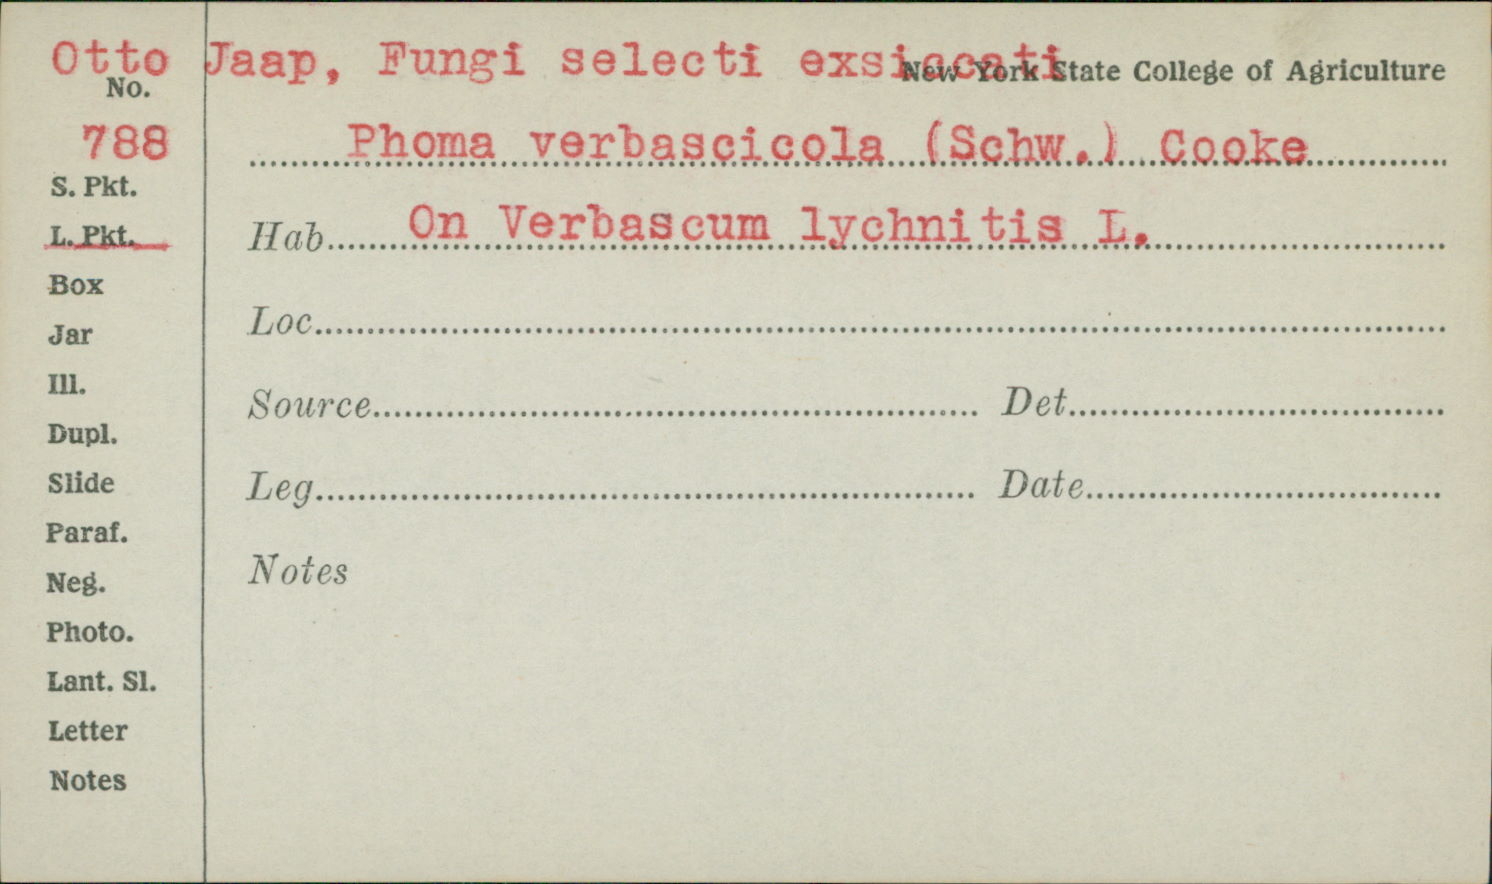 Otto Jaap, Fungi selecti exsiccati
New York State College of Agriculture
No.
788
Phoma verbascicola (Schw.) Cooke
S. Pkt.
L. Pkt.
Hab. On Verbascum lychnitis L.
Box
Loc.
Jar
Ill.
Source
Det.
Dupl.
Slide
Leg.
Date
Paraf.
Notes
Neg.
Photo.
Lant. Sl.
Letter
Notes